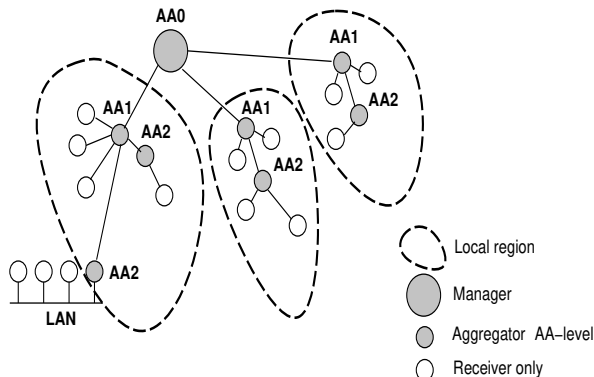 AA0
AA1
AA1
AA2
AA1
AA2
AA2
AA2
LAN
Local region
Manager
Aggregator AA−level
Receiver only